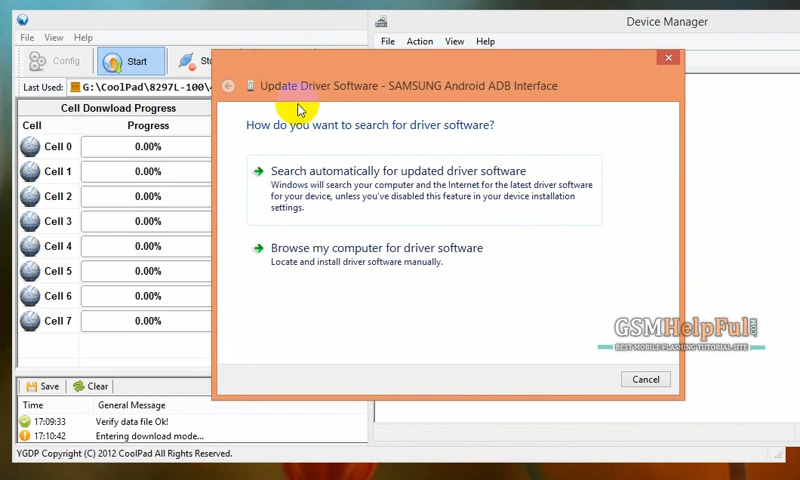 Device Manager
File View Help
File Action View Help
Config
Start
Last Used: G:\CoolPad\8297L-100\
Cell Donwload Progress
Cell Progress
Cell 0 0.00%
Cell 1 0.00%
Cell 2 0.00%
Cell 3 0.00%
Cell 4 0.00%
Cell 5 0.00%
Cell 6 0.00%
Cell 7 0.00%
Save Clear
Time General Message
17:09:33 Verify data file Ok!
17:10:42 Entering download mode...
YGDP Copyright (C) 2012 CoolPad All Rights Reserved.
Update Driver Software - SAMSUNG Android ADB Interface
How do you want to search for driver software?
Search automatically for updated driver software
Windows will search your computer and the Internet for the latest driver software
for your device, unless you've disabled this feature in your device installation
settings.
Browse my computer for driver software
Locate and install driver software manually.
Cancel
GSMHelpFul.com
BEST MOBILE FLASHING TUTORIAL SITE